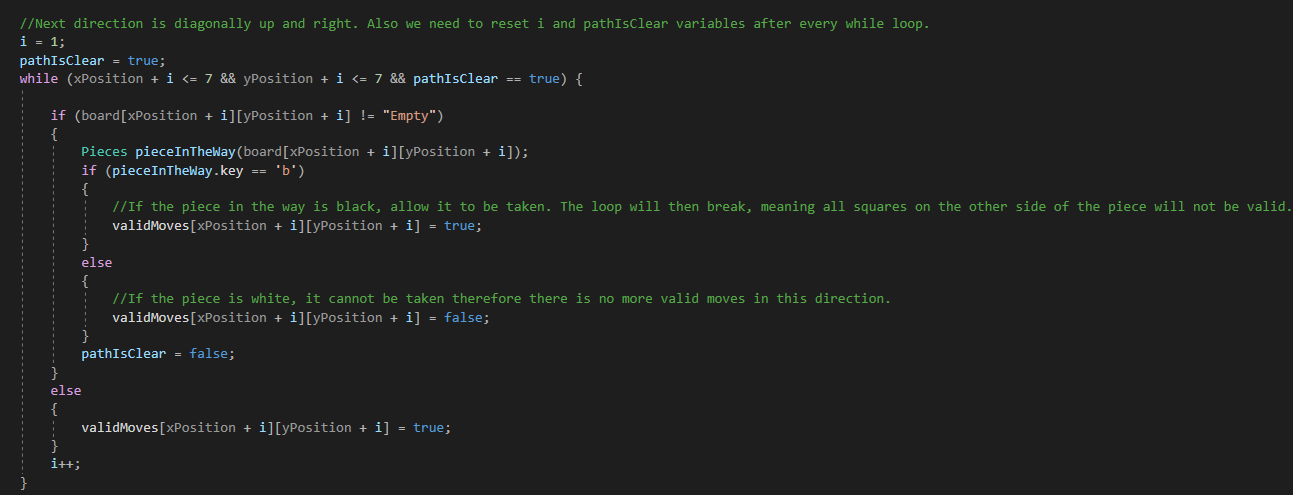 //Next direction is diagonally up and right. Also we need to reset i and pathIsClear variables after every while loop.
i = 1;
pathIsClear = true;
while (xPosition + i <= 7 && yPosition + i <= 7 && pathIsClear == true) {
if (board[xPosition + i][yPosition + i] != "Empty")
{
Pieces pieceInTheWay(board[xPosition + i][yPosition + i]);
if (pieceInTheWay.key == 'b')
{
//If the piece in the way is black, allow it to be taken. The loop will then break, meaning all squares on the other side of the piece will not be valid.
validMoves[xPosition + i][yPosition + i] = true;
}
else
{
//If the piece is white, it cannot be taken therefore there is no more valid moves in this direction.
validMoves[xPosition + i][yPosition + i] = false;
}
pathIsClear = false;
}
else
{
validMoves[xPosition + i][yPosition + i] = true;
}
i++;
}